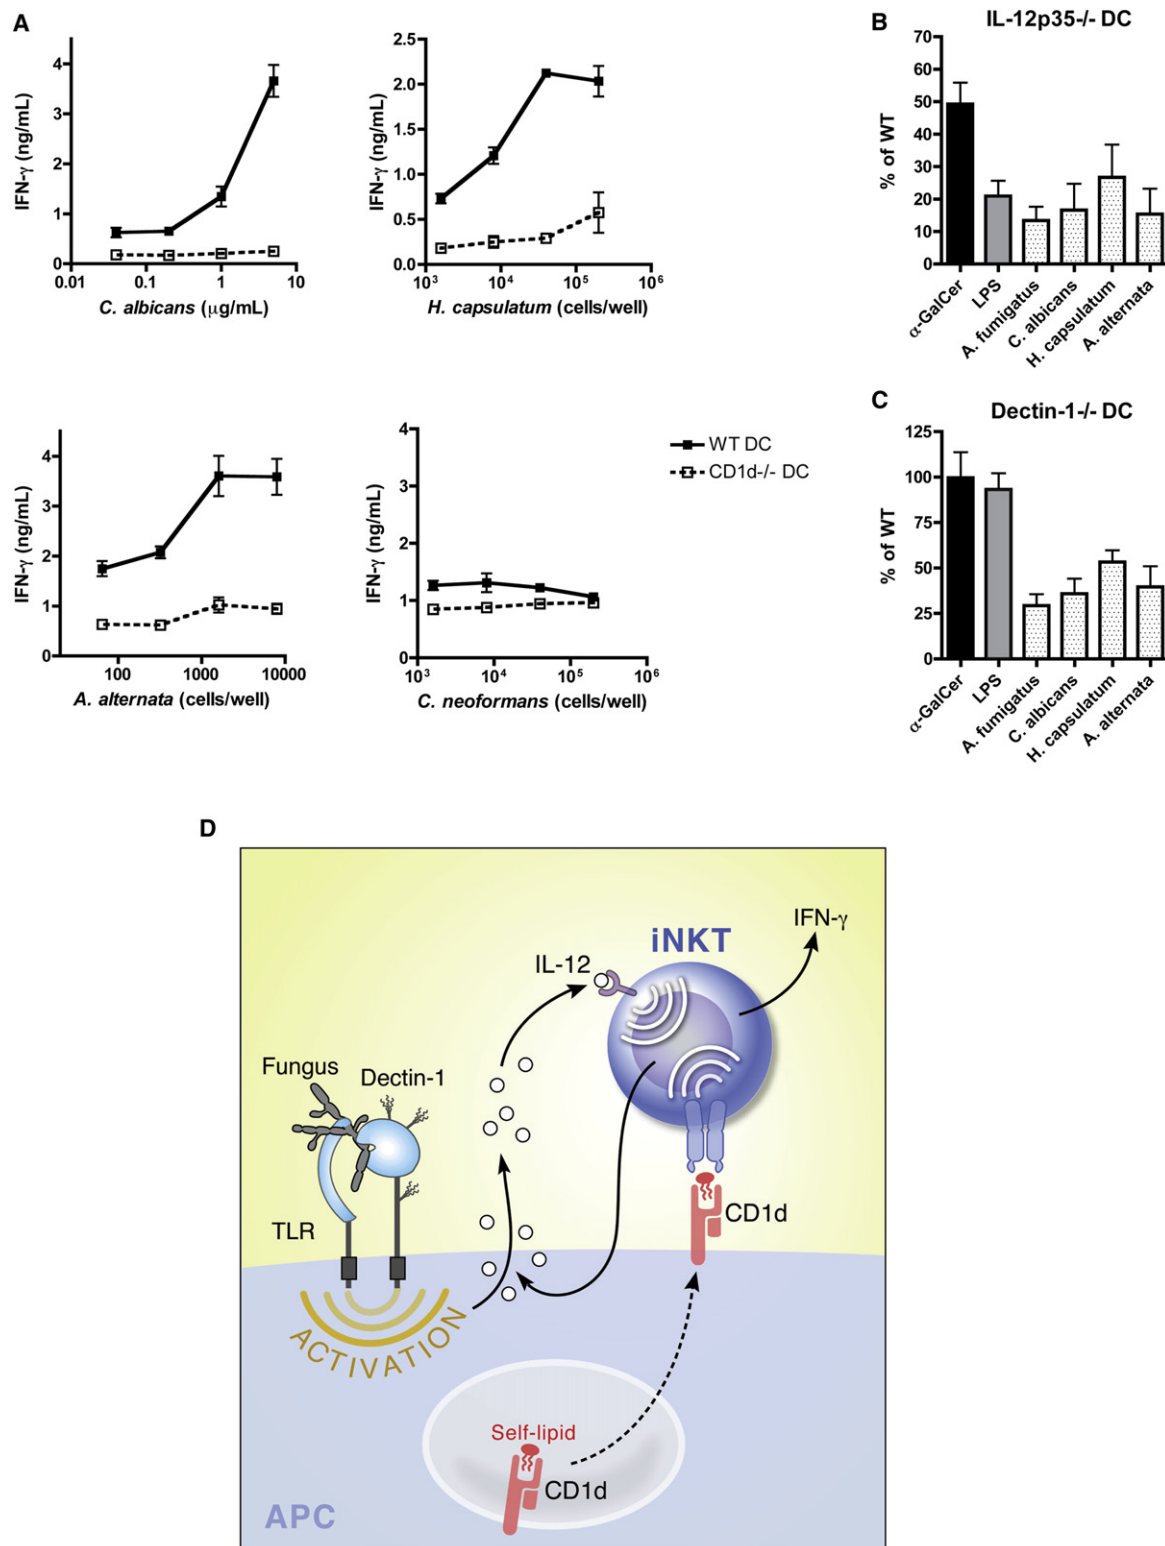 A
IFN-γ (ng/mL)
4
3
2
1
0
0.01
0.1
1
10
C. albicans (μg/mL)
IFN-γ (ng/mL)
2.5
2.0
1.5
1.0
0.5
0.0
10³
10⁴
10⁵
10⁶
H. capsulatum (cells/well)
IFN-γ (ng/mL)
4
3
2
1
0
100
1000
10000
A. alternata (cells/well)
IFN-γ (ng/mL)
4
3
2
1
0
10³
10⁴
10⁵
10⁶
C. neoformans (cells/well)
WT DC
CD1d-/- DC
B
IL-12p35-/- DC
% of WT
70
60
50
40
30
20
10
0
α-GalCer
LPS
A. fumigatus
C. albicans
H. capsulatum
A. alternata
C
Dectin-1-/- DC
% of WT
125
100
75
50
25
0
α-GalCer
LPS
A. fumigatus
C. albicans
H. capsulatum
A. alternata
D
IFN-γ
iNKT
IL-12
Fungus
Dectin-1
TLR
CD1d
ACTIVATION
Self-lipid
CD1d
APC